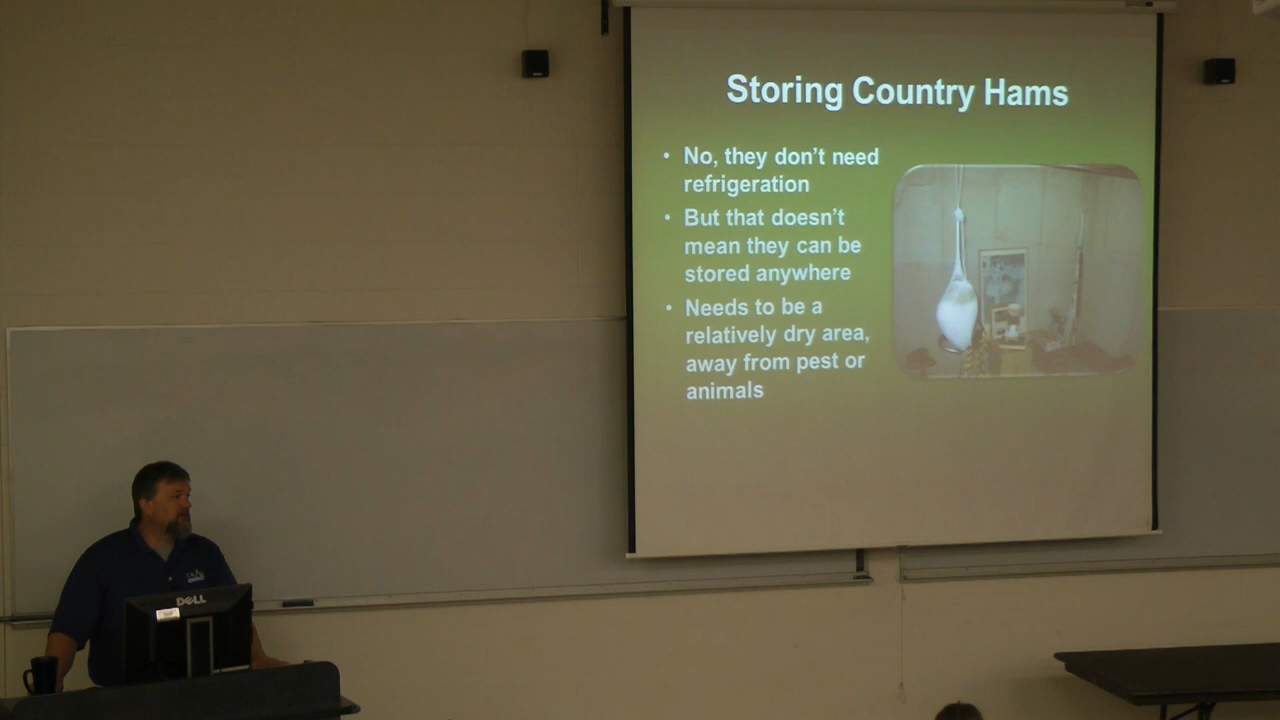 Storing Country Hams
• No, they don't need
refrigeration
• But that doesn't
mean they can be
stored anywhere
• Needs to be a
relatively dry area,
away from pest or
animals
DELL